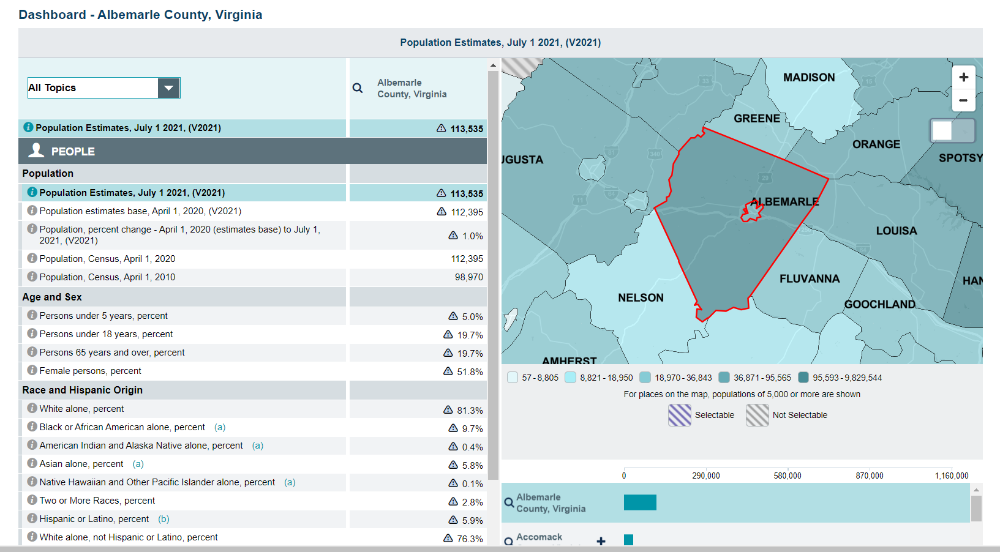 Dashboard - Albemarle County, Virginia
Population Estimates, July 1 2021, (V2021)
All Topics
Albemarle
County, Virginia
Population Estimates, July 1 2021, (V2021) 113,535
PEOPLE
Population
Population Estimates, July 1 2021, (V2021) 113,535
Population estimates base, April 1, 2020, (V2021) 112,395
Population, percent change - April 1, 2020 (estimates base) to July 1,
2021, (V2021) 1.0%
Population, Census, April 1, 2020 112,395
Population, Census, April 1, 2010 98,970
Age and Sex
Persons under 5 years, percent 5.0%
Persons under 18 years, percent 19.7%
Persons 65 years and over, percent 19.7%
Female persons, percent 51.8%
Race and Hispanic Origin
White alone, percent 81.3%
Black or African American alone, percent (a) 9.7%
American Indian and Alaska Native alone, percent (a) 0.4%
Asian alone, percent (a) 5.8%
Native Hawaiian and Other Pacific Islander alone, percent (a) 0.1%
Two or More Races, percent 2.8%
Hispanic or Latino, percent (b) 5.9%
White alone, not Hispanic or Latino, percent 76.3%
MADISON
33
15
GREENE
ORANGE
340
81
UGUSTA
SPOTSY
29
64
11
ALBEMARLE
LOUISA
64
FLUVANNA
HAN
NELSON
GOOCHLAND
AMHERST
57 - 8,805 8,821 - 18,950 18,970 - 36,843 36,871 - 95,565 95,593 - 9,829,544
For places on the map, populations of 5,000 or more are shown
Selectable Not Selectable
0 290,000 580,000 870,000 1,160,000
Albemarle
County, Virginia
Accomack